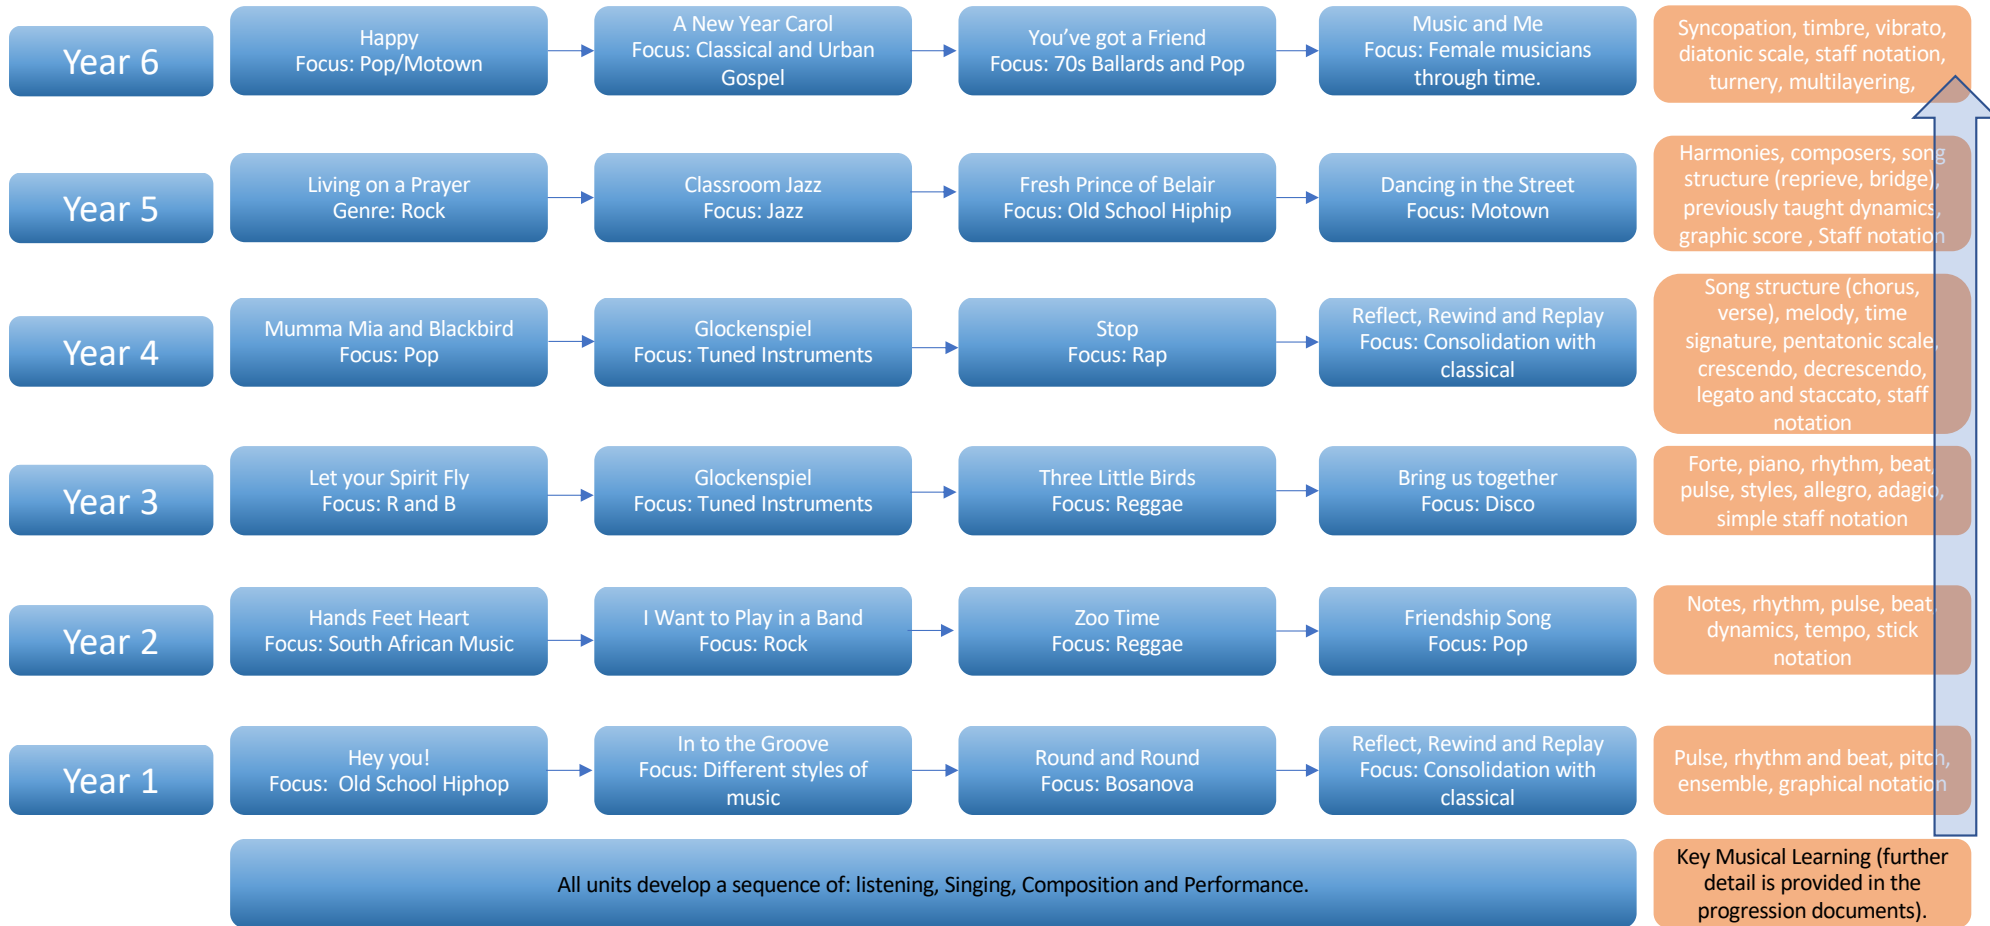 Year 6
Happy
Focus: Pop/Motown
A New Year Carol
Focus: Classical and Urban
Gospel
You’ve got a Friend
Focus: 70s Ballards and Pop
Music and Me
Focus: Female musicians
through time.
Syncopation, timbre, vibrato,
diatonic scale, staff notation,
turnery, multilayering,
Year 5
Living on a Prayer
Genre: Rock
Classroom Jazz
Focus: Jazz
Fresh Prince of Belair
Focus: Old School Hiphip
Dancing in the Street
Focus: Motown
Harmonies, composers, song
structure (reprieve, bridge),
previously taught dynamics,
graphic score , Staff notation
Year 4
Mumma Mia and Blackbird
Focus: Pop
Glockenspiel
Focus: Tuned Instruments
Stop
Focus: Rap
Reflect, Rewind and Replay
Focus: Consolidation with
classical
Song structure (chorus,
verse), melody, time
signature, pentatonic scale,
crescendo, decrescendo,
legato and staccato, staff
notation
Year 3
Let your Spirit Fly
Focus: R and B
Glockenspiel
Focus: Tuned Instruments
Three Little Birds
Focus: Reggae
Bring us together
Focus: Disco
Forte, piano, rhythm, beat,
pulse, styles, allegro, adagio,
simple staff notation
Year 2
Hands Feet Heart
Focus: South African Music
I Want to Play in a Band
Focus: Rock
Zoo Time
Focus: Reggae
Friendship Song
Focus: Pop
Notes, rhythm, pulse, beat,
dynamics, tempo, stick
notation
Year 1
Hey you!
Focus: Old School Hiphop
In to the Groove
Focus: Different styles of
music
Round and Round
Focus: Bosanova
Reflect, Rewind and Replay
Focus: Consolidation with
classical
Pulse, rhythm and beat, pitch,
ensemble, graphical notation
All units develop a sequence of: listening, Singing, Composition and Performance.
Key Musical Learning (further
detail is provided in the
progression documents).